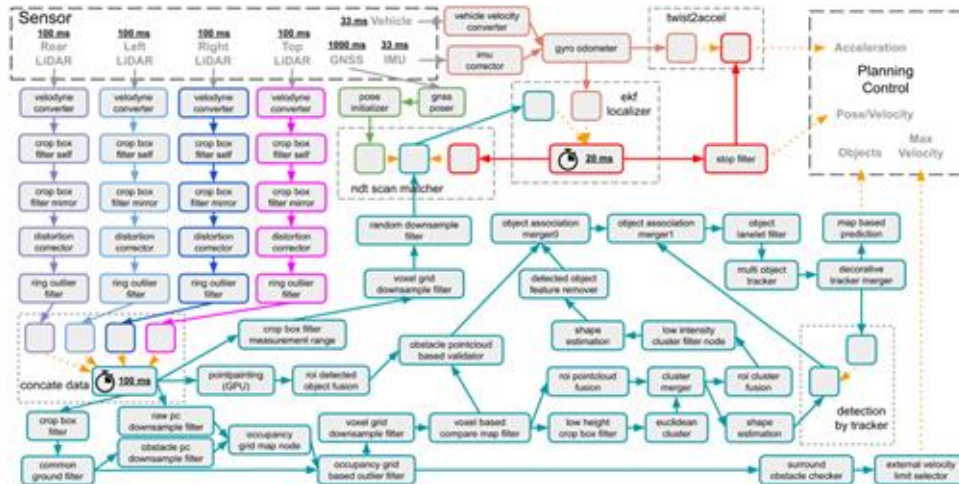 Sensor
33 ms Vehicle
100 ms
Rear
LiDAR
100 ms
Left
LiDAR
100 ms
Right
LiDAR
100 ms
Top
LiDAR
1000 ms
GNSS
33 ms
IMU
vehicle velocity
converter
imu
corrector
gyro odometer
twist2accel
Acceleration
Planning
Control
Pose/Velocity
Objects
Max
Velocity
velodyne
converter
velodyne
converter
velodyne
converter
velodyne
converter
pose
initializer
gnss
poser
ekf
localizer
crop box
filter self
crop box
filter self
crop box
filter self
crop box
filter self
20 ms
stop filter
ndt scan matcher
crop box
filter mirror
crop box
filter mirror
crop box
filter mirror
crop box
filter mirror
distortion
corrector
distortion
corrector
distortion
corrector
distortion
corrector
random downsample
filter
object association
merger0
object association
merger1
object
lanelet filter
map based
prediction
ring outlier
filter
ring outlier
filter
ring outlier
filter
ring outlier
filter
voxel grid
downsample filter
detected object
feature remover
multi object
tracker
decorative
tracker merger
crop box filter
measurement range
obstacle pointcloud
based validator
shape
estimation
low intensity
cluster filter node
concate data
100 ms
pointpainting
(GPU)
roi detected
object fusion
roi pointcloud
fusion
cluster
merger
roi cluster fusion
detection
by tracker
crop box
filter
raw pc
downsample filter
obstacle pc
downsample filter
occupancy
grid map node
voxel grid
downsample filter
voxel based
compare map filter
low height
crop box filter
euclidean
cluster
shape
estimation
common
ground filter
occupancy grid
based outlier filter
surround
obstacle checker
external velocity
limit selector